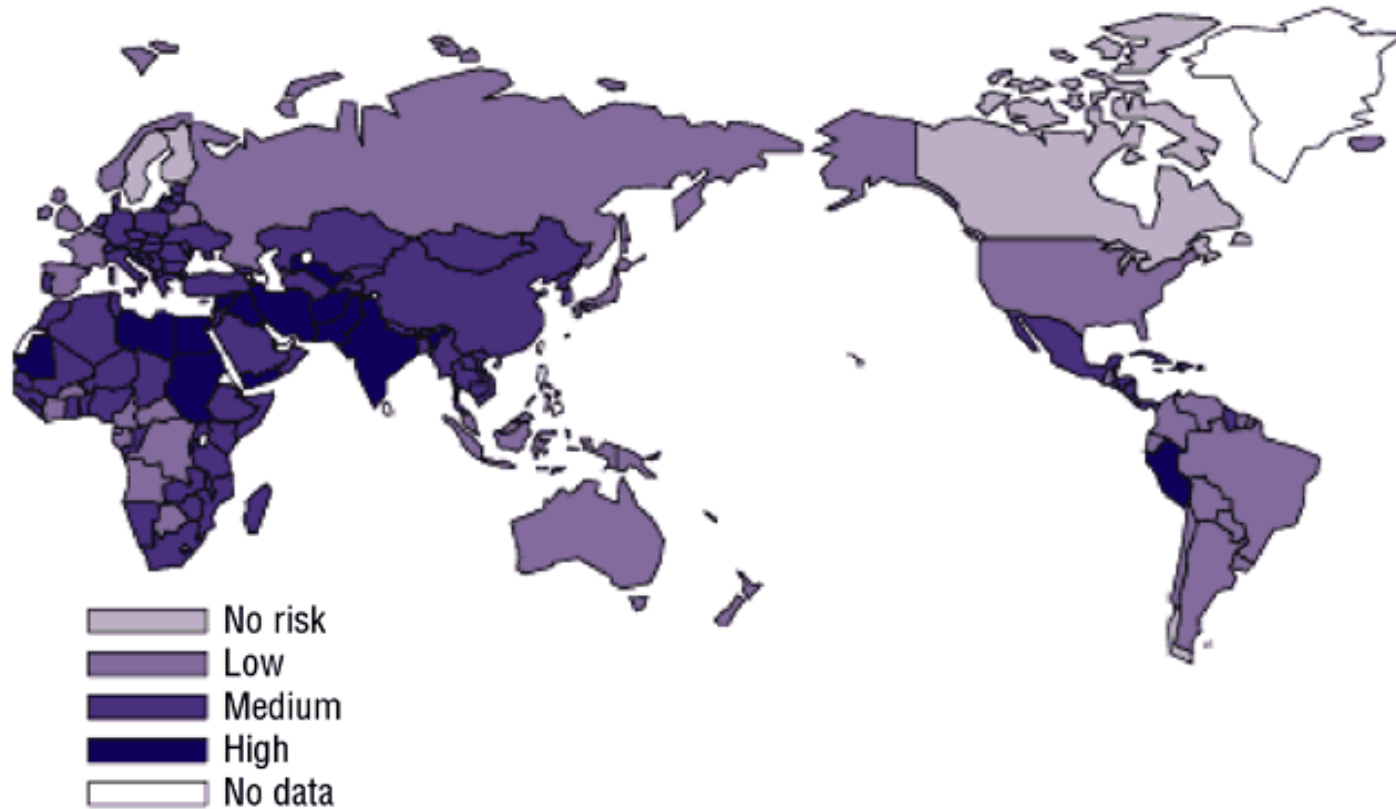 No risk
Low
Medium
High
No data